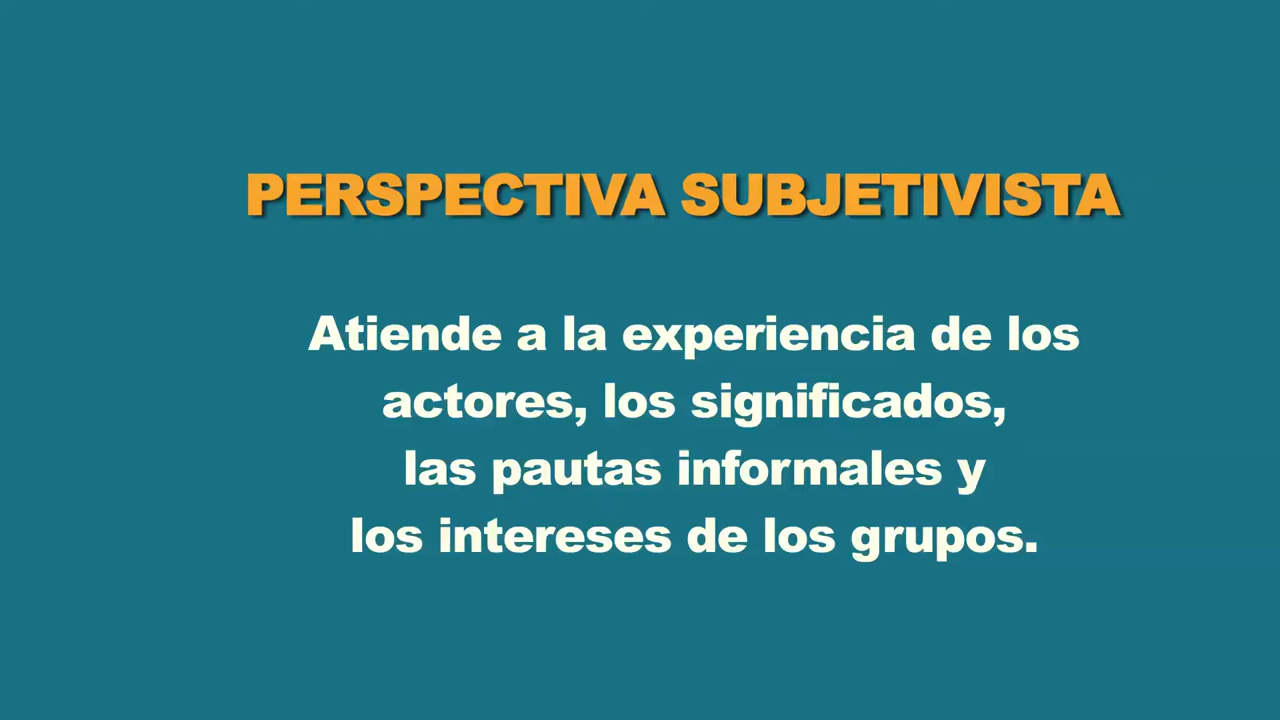 PERSPECTIVA SUBJETIVISTA
Atiende a la experiencia de los
actores, los significados,
las pautas informales y
los intereses de los grupos.